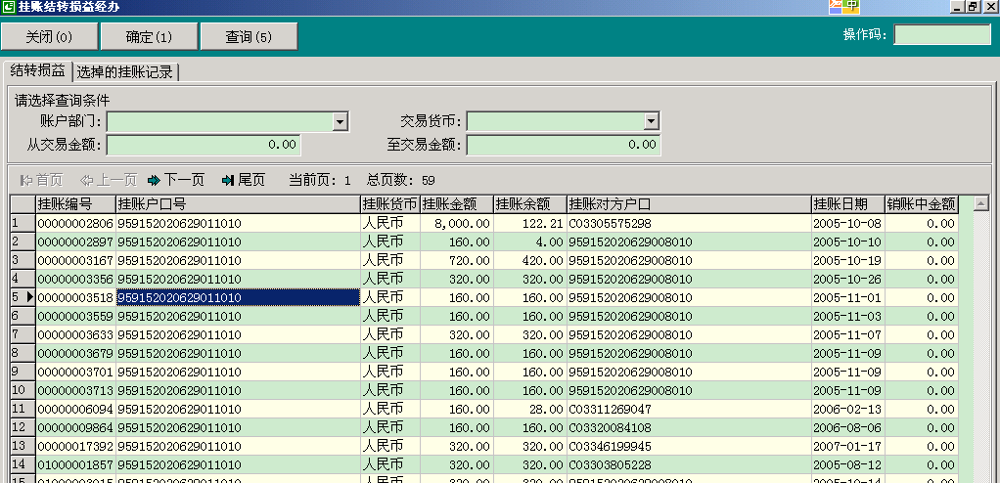 挂账结转损益经办
中
关闭(0) 确定(1) 查询(5) 操作码:
结转损益 选择的挂账记录
请选择查询条件
账户部门: 交易货币:
从交易金额: 0.00 至交易金额: 0.00
首页 上一页 下一页 尾页 当前页: 1 总页数: 59
挂账编号 挂账户口号 挂账货币 挂账金额 挂账余额 挂账对方户口 挂账日期 销账中金额
1 00000002806 959152020629011010 人民币 8,000.00 122.21 C03305575298 2005-10-08 0.00
2 00000002897 959152020629011010 人民币 160.00 4.00 959152020629008010 2005-10-10 0.00
3 00000003167 959152020629011010 人民币 720.00 420.00 959152020629008010 2005-10-19 0.00
4 00000003356 959152020629011010 人民币 320.00 320.00 959152020629008010 2005-10-26 0.00
5 00000003518 959152020629011010 人民币 160.00 160.00 959152020629008010 2005-11-01 0.00
6 00000003559 959152020629011010 人民币 160.00 160.00 959152020629008010 2005-11-03 0.00
7 00000003633 959152020629011010 人民币 320.00 320.00 959152020629008010 2005-11-07 0.00
8 00000003679 959152020629011010 人民币 160.00 160.00 959152020629008010 2005-11-09 0.00
9 00000003701 959152020629011010 人民币 160.00 160.00 959152020629008010 2005-11-09 0.00
10 00000003713 959152020629011010 人民币 160.00 160.00 959152020629008010 2005-11-09 0.00
11 00000006094 959152020629011010 人民币 160.00 28.00 C03311269047 2006-02-13 0.00
12 00000009864 959152020629011010 人民币 160.00 160.00 C03320084108 2006-08-06 0.00
13 00000017392 959152020629011010 人民币 320.00 320.00 C03346199945 2007-01-17 0.00
14 01000001857 959152020629011010 人民币 320.00 320.00 C03303805228 2005-08-12 0.00